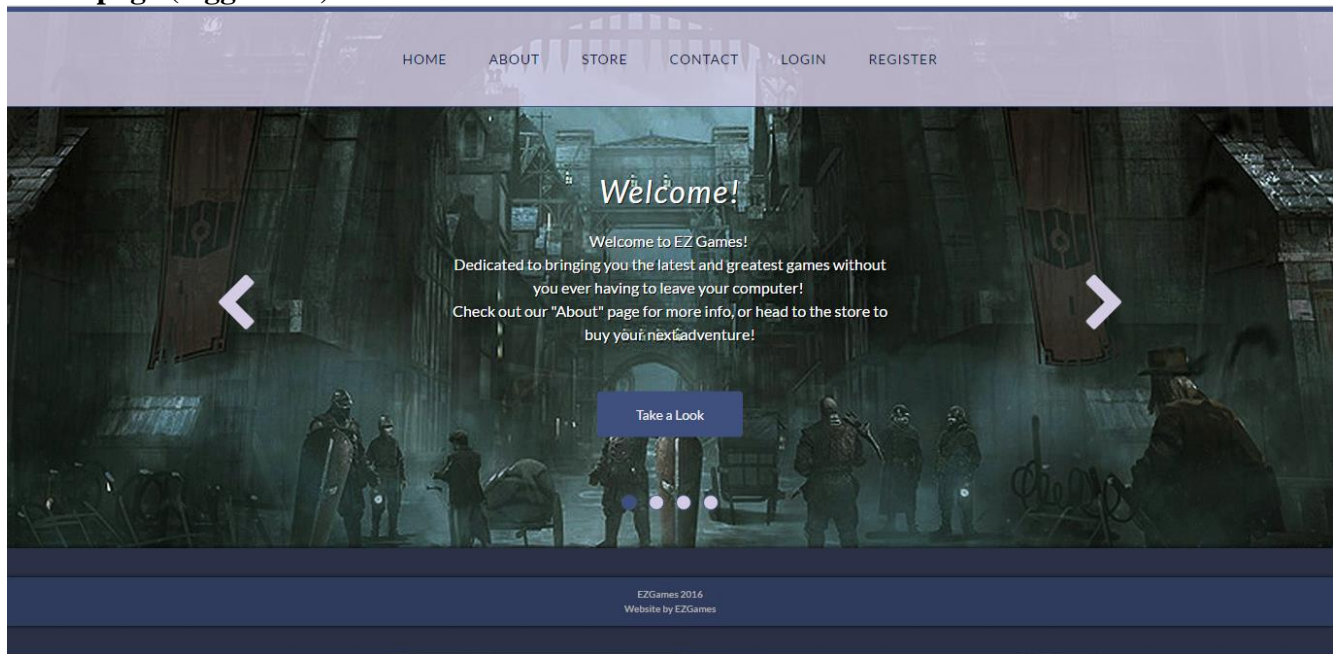 HOME ABOUT STORE CONTACT LOGIN REGISTER
Welcome!
Welcome to EZ Games!
Dedicated to bringing you the latest and greatest games without
you ever having to leave your computer!
Check out our "About" page for more info, or head to the store to
buy your next adventure!
Take a Look
EZGames 2016
Website by EZGames